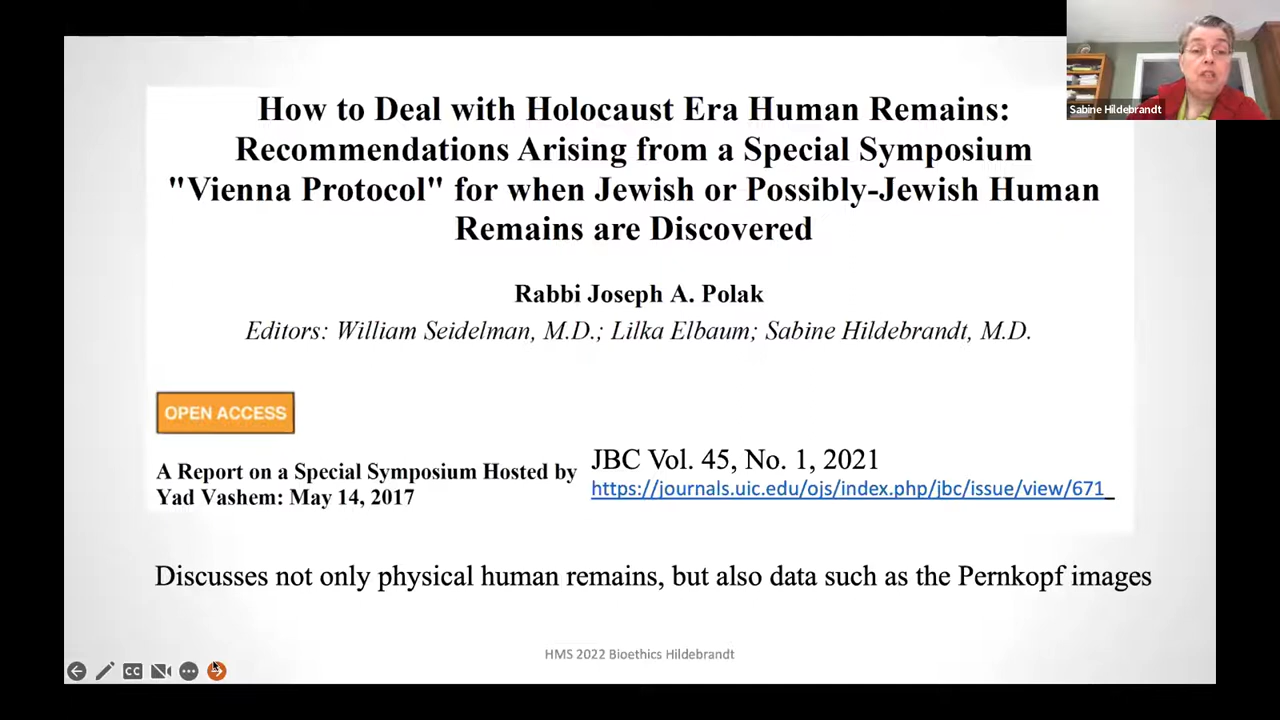 How to Deal with Holocaust Era Human Remains:
Recommendations Arising from a Special Symposium
"Vienna Protocol" for when Jewish or Possibly-Jewish Human
Remains are Discovered
Rabbi Joseph A. Polak
Editors: William Seidelman, M.D.; Lilka Elbaum; Sabine Hildebrandt, M.D.
OPEN ACCESS
A Report on a Special Symposium Hosted by
Yad Vashem: May 14, 2017
JBC Vol. 45, No. 1, 2021
https://journals.uic.edu/ojs/index.php/jbc/issue/view/671_
Discusses not only physical human remains, but also data such as the Pernkopf images
HMS 2022 Bioethics Hildebrandt
CC
Sabine Hildebrandt